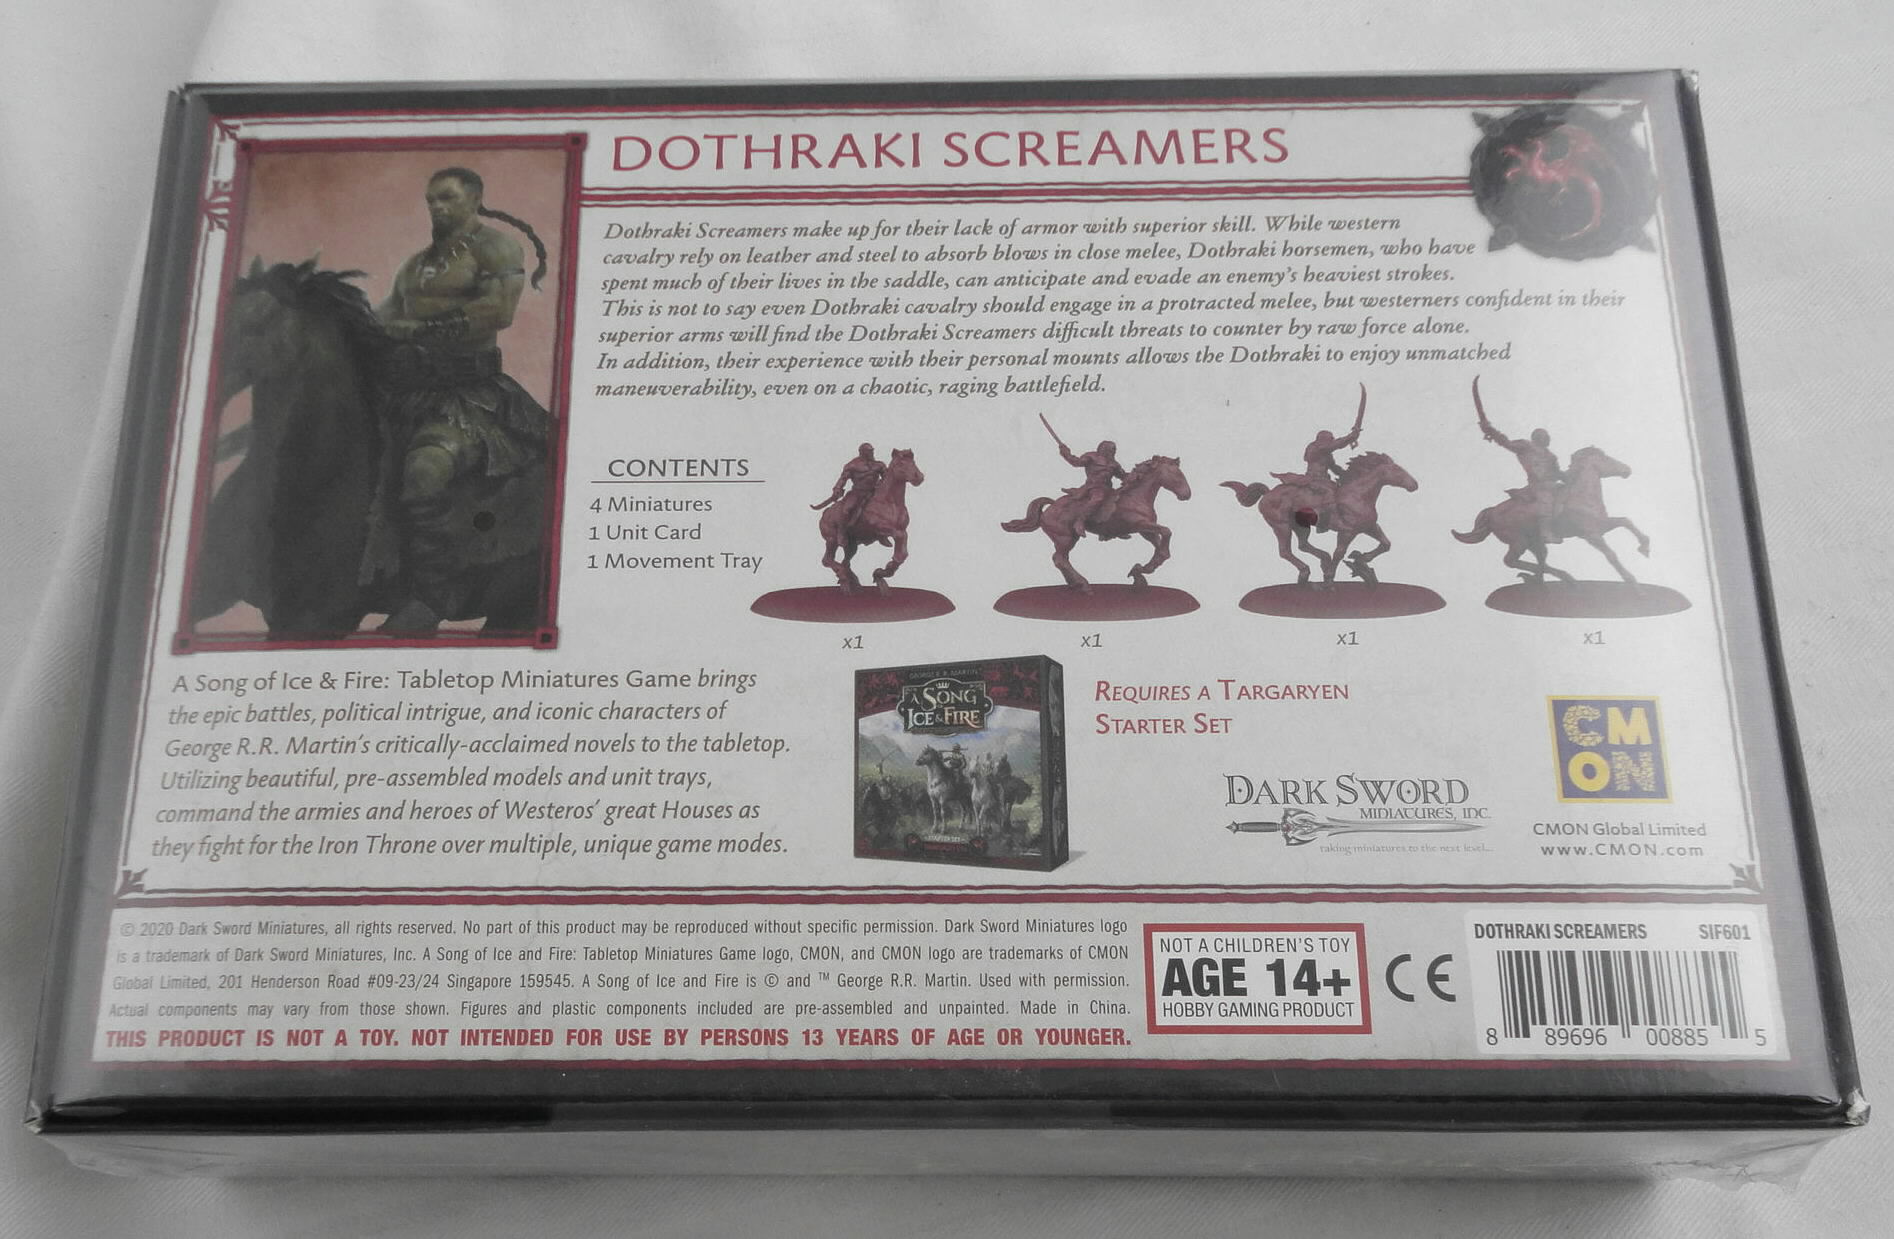 DOTHRAKI SCREAMERS
Dothraki Screamers make up for their lack of armor with superior skill. While western
cavalry rely on leather and steel to absorb blows in close melee, Dothraki horsemen, who have
spent much of their lives in the saddle, can anticipate and evade an enemy's heaviest strokes.
This is not to say even Dothraki cavalry should engage in a protracted melee, but westerners confident in their
superior arms will find the Dothraki Screamers difficult threats to counter by raw force alone.
In addition, their experience with their personal mounts allows the Dothraki to enjoy unmatched
maneuverability, even on a chaotic, raging battlefield.
CONTENTS
4 Miniatures
1 Unit Card
1 Movement Tray
x1
x1
x1
x1
A Song of Ice & Fire: Tabletop Miniatures Game brings
the epic battles, political intrigue, and iconic characters of
George R.R. Martin's critically-acclaimed novels to the tabletop.
Utilizing beautiful, pre-assembled models and unit trays,
command the armies and heroes of Westeros' great Houses as
they fight for the Iron Throne over multiple, unique game modes.
GEORGE R.R. MARTIN'S
A SONG
OF
ICE & FIRE
STARTER SET
REQUIRES A TARGARYEN
STARTER SET
DARK SWORD
MINIATURES, INC.
taking miniatures to the next level...
CMON
CMON Global Limited
www.CMON.com
© 2020 Dark Sword Miniatures, all rights reserved. No part of this product may be reproduced without specific permission. Dark Sword Miniatures logo
is a trademark of Dark Sword Miniatures, Inc. A Song of Ice and Fire: Tabletop Miniatures Game logo, CMON, and CMON logo are trademarks of CMON
Global Limited, 201 Henderson Road #09-23/24 Singapore 159545. A Song of Ice and Fire is © and ™ George R.R. Martin. Used with permission.
Actual components may vary from those shown. Figures and plastic components included are pre-assembled and unpainted. Made in China.
THIS PRODUCT IS NOT A TOY. NOT INTENDED FOR USE BY PERSONS 13 YEARS OF AGE OR YOUNGER.
NOT A CHILDREN'S TOY
AGE 14+
HOBBY GAMING PRODUCT
CE
DOTHRAKI SCREAMERS SIF601
8 89696 00885 5